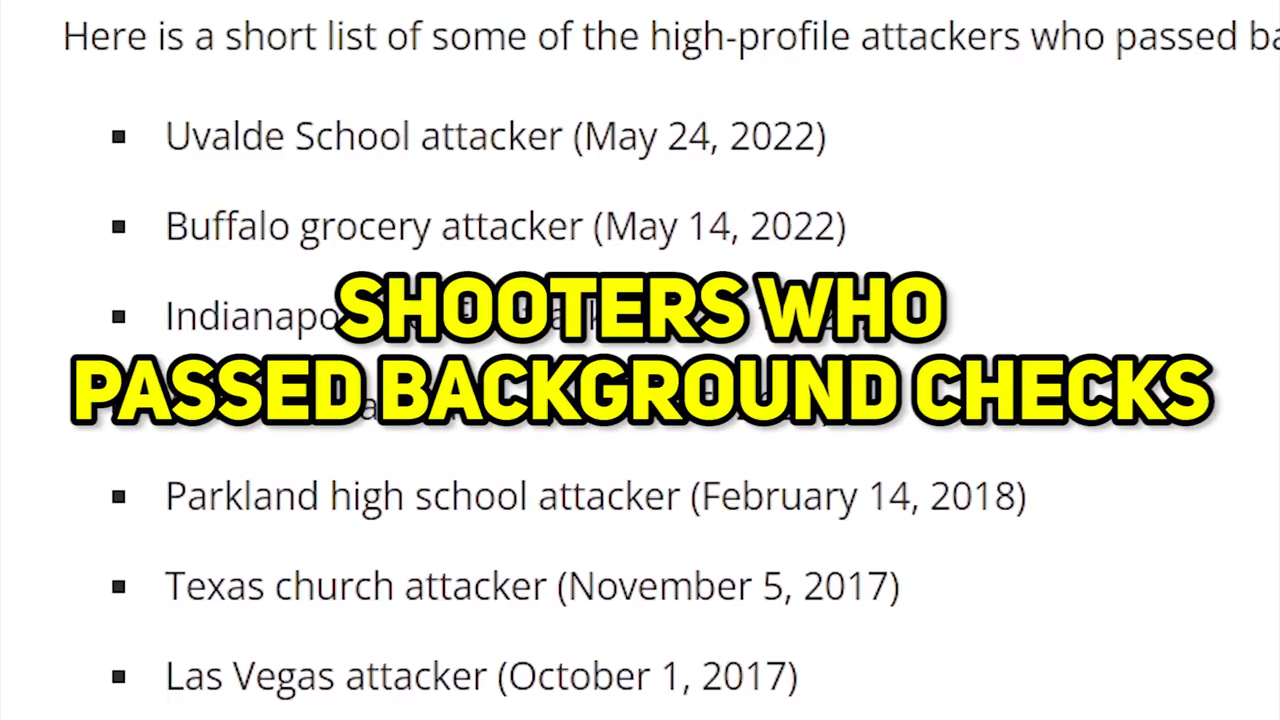 Here is a short list of some of the high-profile attackers who passed
Uvalde School attacker (May 24, 2022)
Buffalo grocery attacker (May 14, 2022)
SHOOTERS WHO
PASSED BACKGROUND CHECKS
Parkland high school attacker (February 14, 2018)
Texas church attacker (November 5, 2017)
Las Vegas attacker (October 1, 2017)